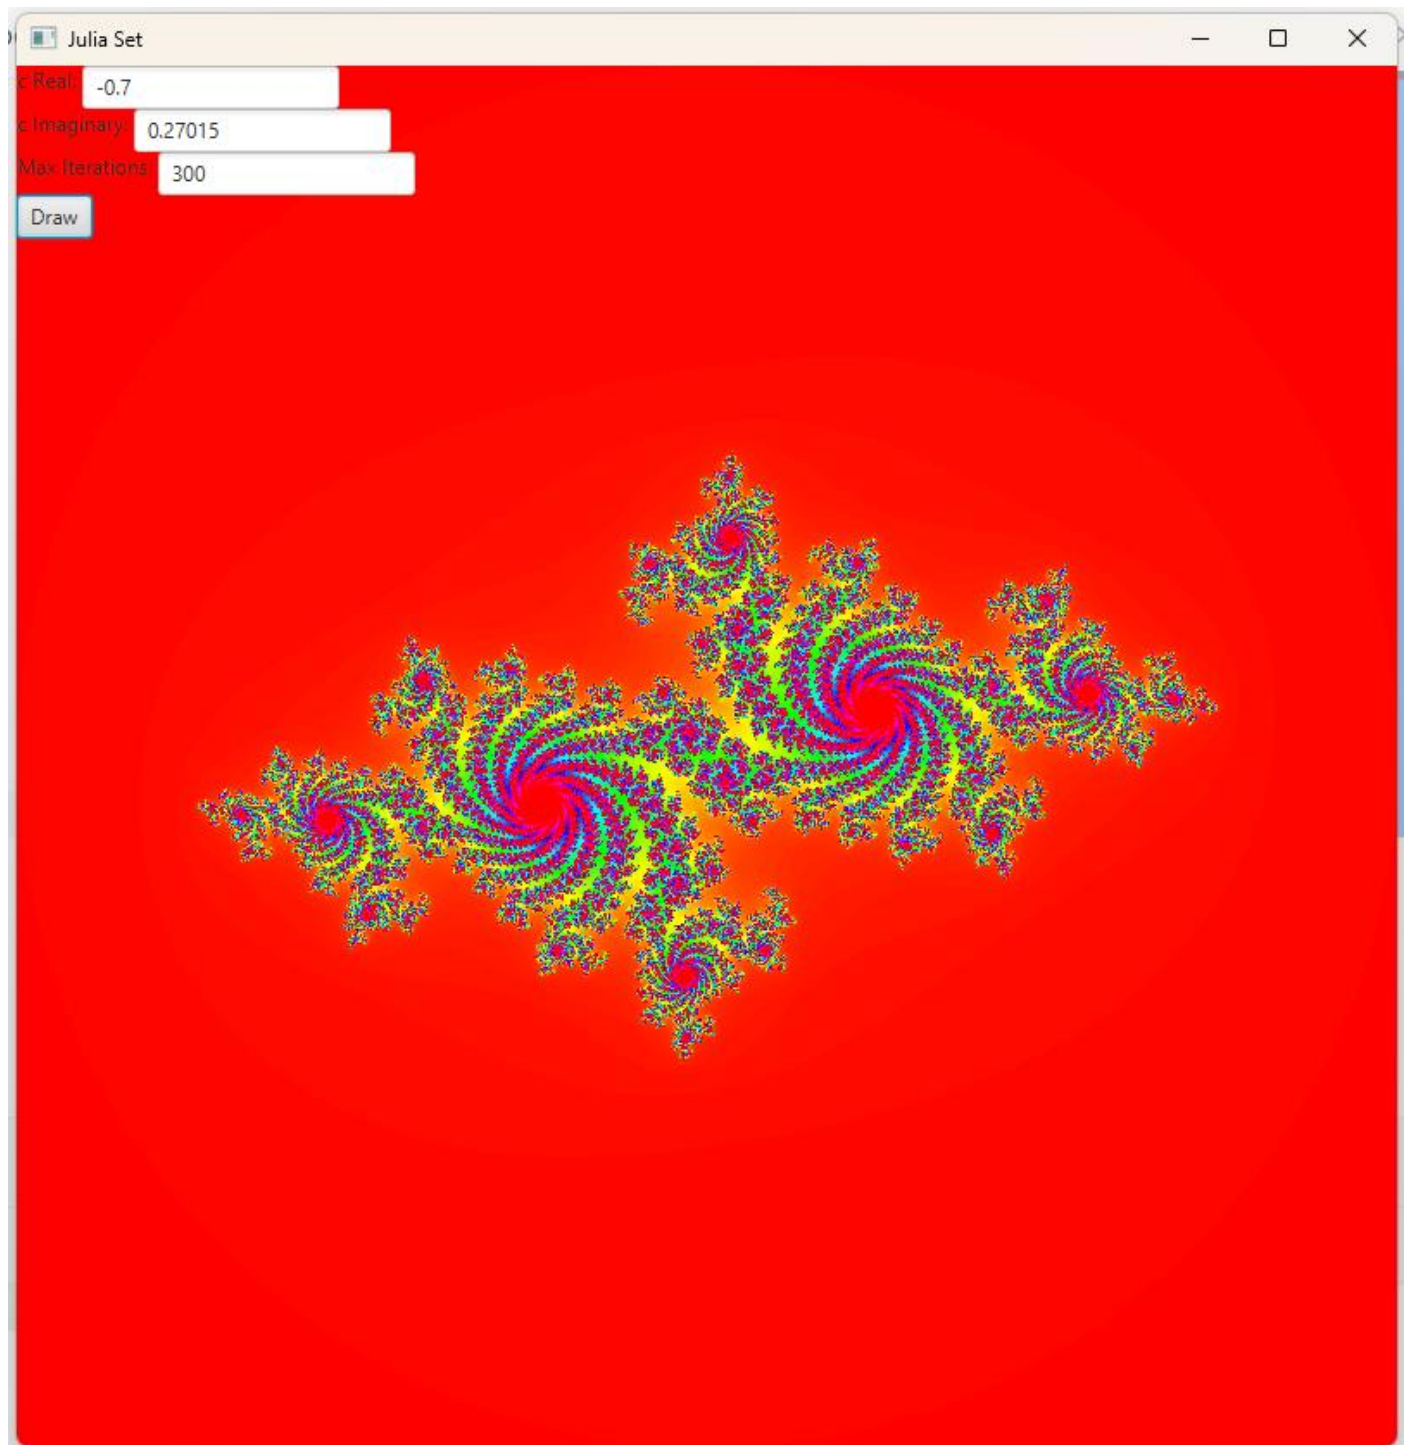 Julia Set
c Real: -0.7
c Imaginary: 0.27015
Max Iterations: 300
Draw